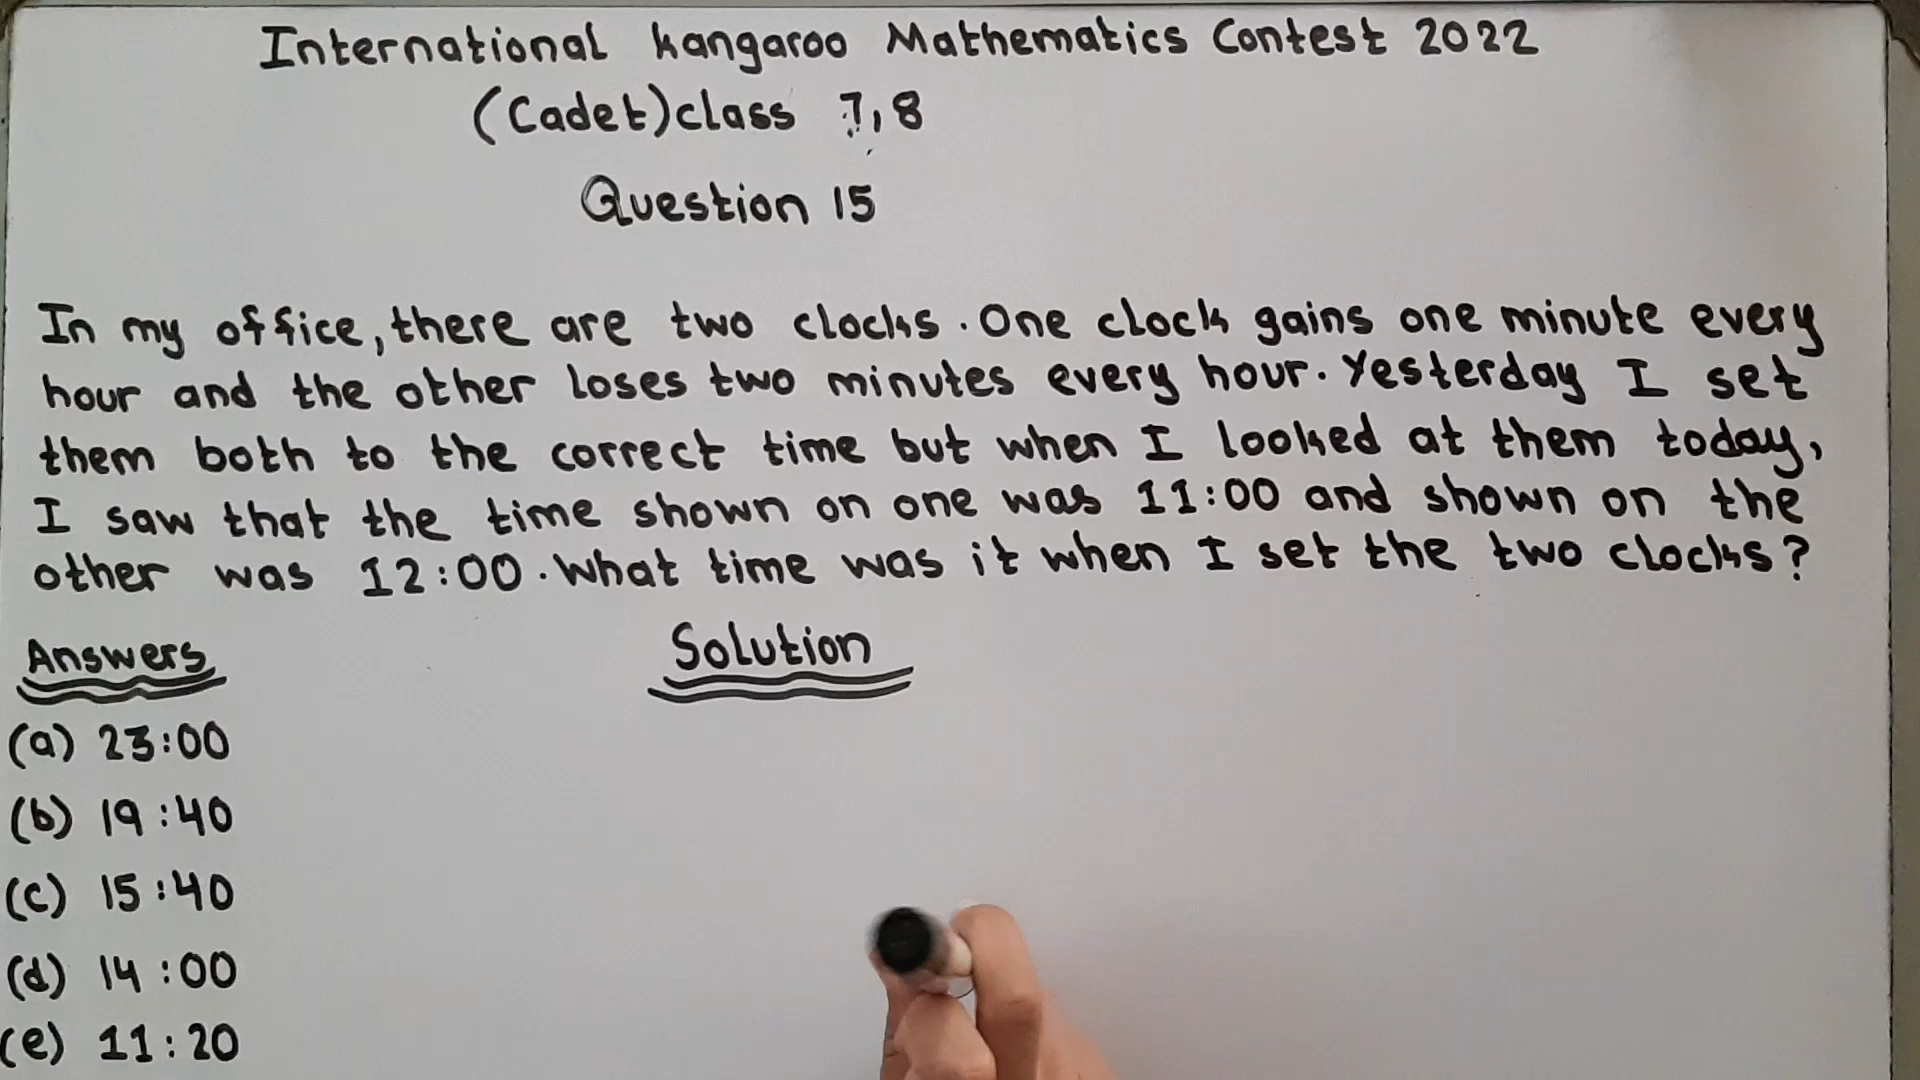 International Kangaroo Mathematics Contest 2022
(Cadet)class 7,8
Question 15
In my office, there are two clocks. One clock gains one minute every
hour and the other loses two minutes every hour. Yesterday I set
them both to the correct time but when I looked at them today,
I saw that the time shown on one was 11:00 and shown on the
other was 12:00. What time was it when I set the two clocks?
Answers
Solution
(a) 23:00
(b) 19:40
(c) 15:40
(d) 14:00
(e) 11:20